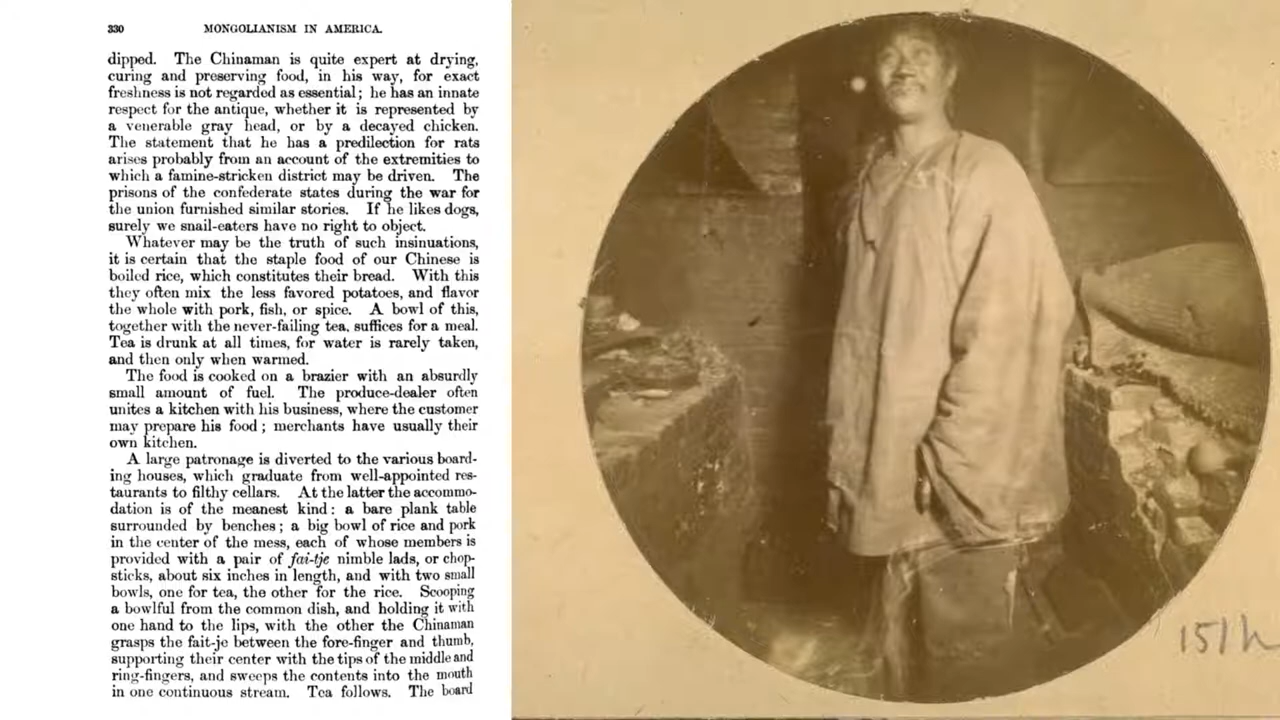 330
MONGOLIANISM IN AMERICA.
dipped. The Chinaman is quite expert at drying,
curing and preserving food, in his way, for exact
freshness is not regarded as essential; he has an innate
respect for the antique, whether it is represented by
a venerable gray head, or by a decayed chicken.
The statement that he has a predilection for rats
arises probably from an account of the extremities to
which a famine-stricken district may be driven. The
prisons of the confederate states during the war for
the union furnished similar stories. If he likes dogs,
surely we snail-eaters have no right to object.
Whatever may be the truth of such insinuations,
it is certain that the staple food of our Chinese is
boiled rice, which constitutes their bread. With this
they often mix the less favored potatoes, and flavor
the whole with pork, fish, or spice. A bowl of this,
together with the never-failing tea, suffices for a meal.
Tea is drunk at all times, for water is rarely taken,
and then only when warmed.
The food is cooked on a brazier with an absurdly
small amount of fuel. The produce-dealer often
unites a kitchen with his business, where the customer
may prepare his food; merchants have usually their
own kitchen.
A large patronage is diverted to the various board-
ing houses, which graduate from well-appointed res-
taurants to filthy cellars. At the latter the accommo-
dation is of the meanest kind: a bare plank table
surrounded by benches; a big bowl of rice and pork
in the center of the mess, each of whose members is
provided with a pair of fai-tje nimble lads, or chop-
sticks, about six inches in length, and with two small
bowls, one for tea, the other for the rice. Scooping
a bowlful from the common dish, and holding it with
one hand to the lips, with the other the Chinaman
grasps the fait-je between the fore-finger and thumb,
supporting their center with the tips of the middle and
ring-fingers, and sweeps the contents into the mouth
in one continuous stream. Tea follows. The board